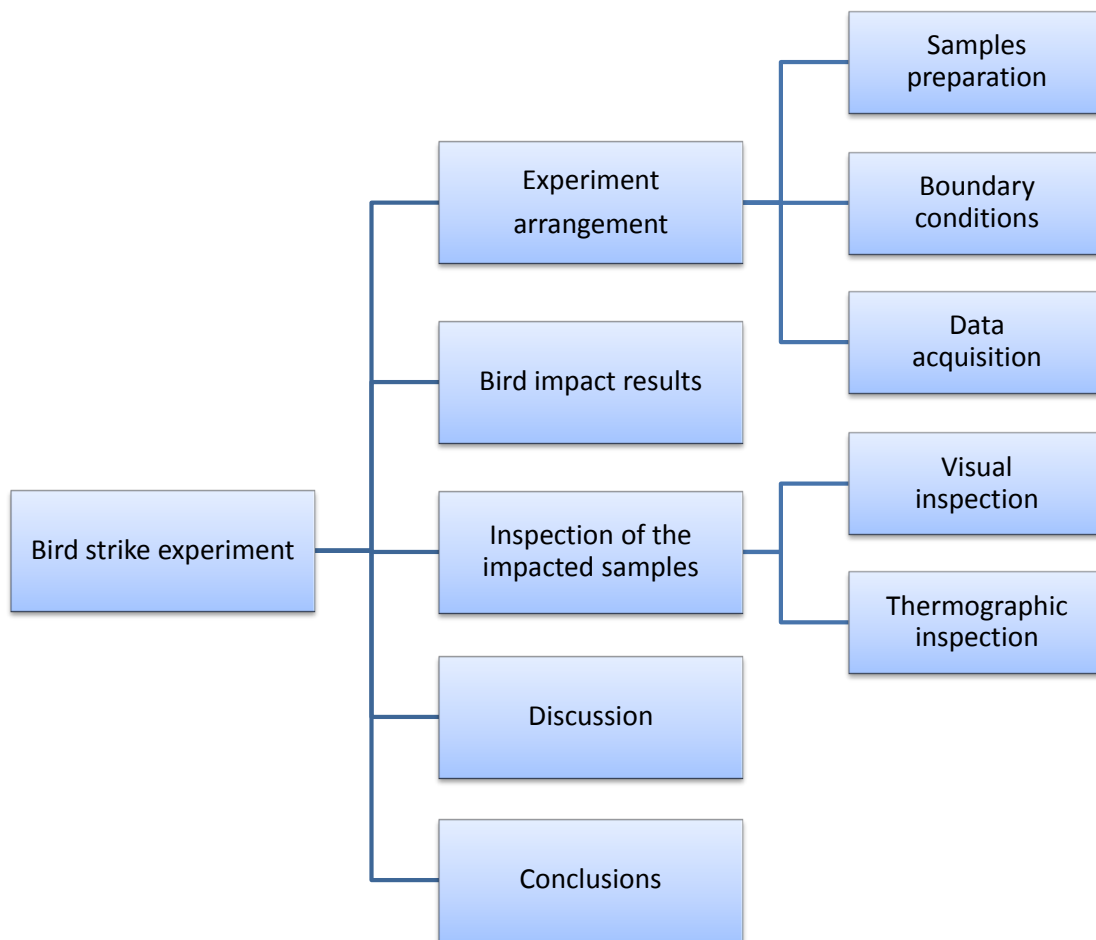 Bird strike experiment
Experiment
arrangement
Samples
preparation
Boundary
conditions
Data
acquisition
Bird impact results
Inspection of the
impacted samples
Visual
inspection
Thermographic
inspection
Discussion
Conclusions